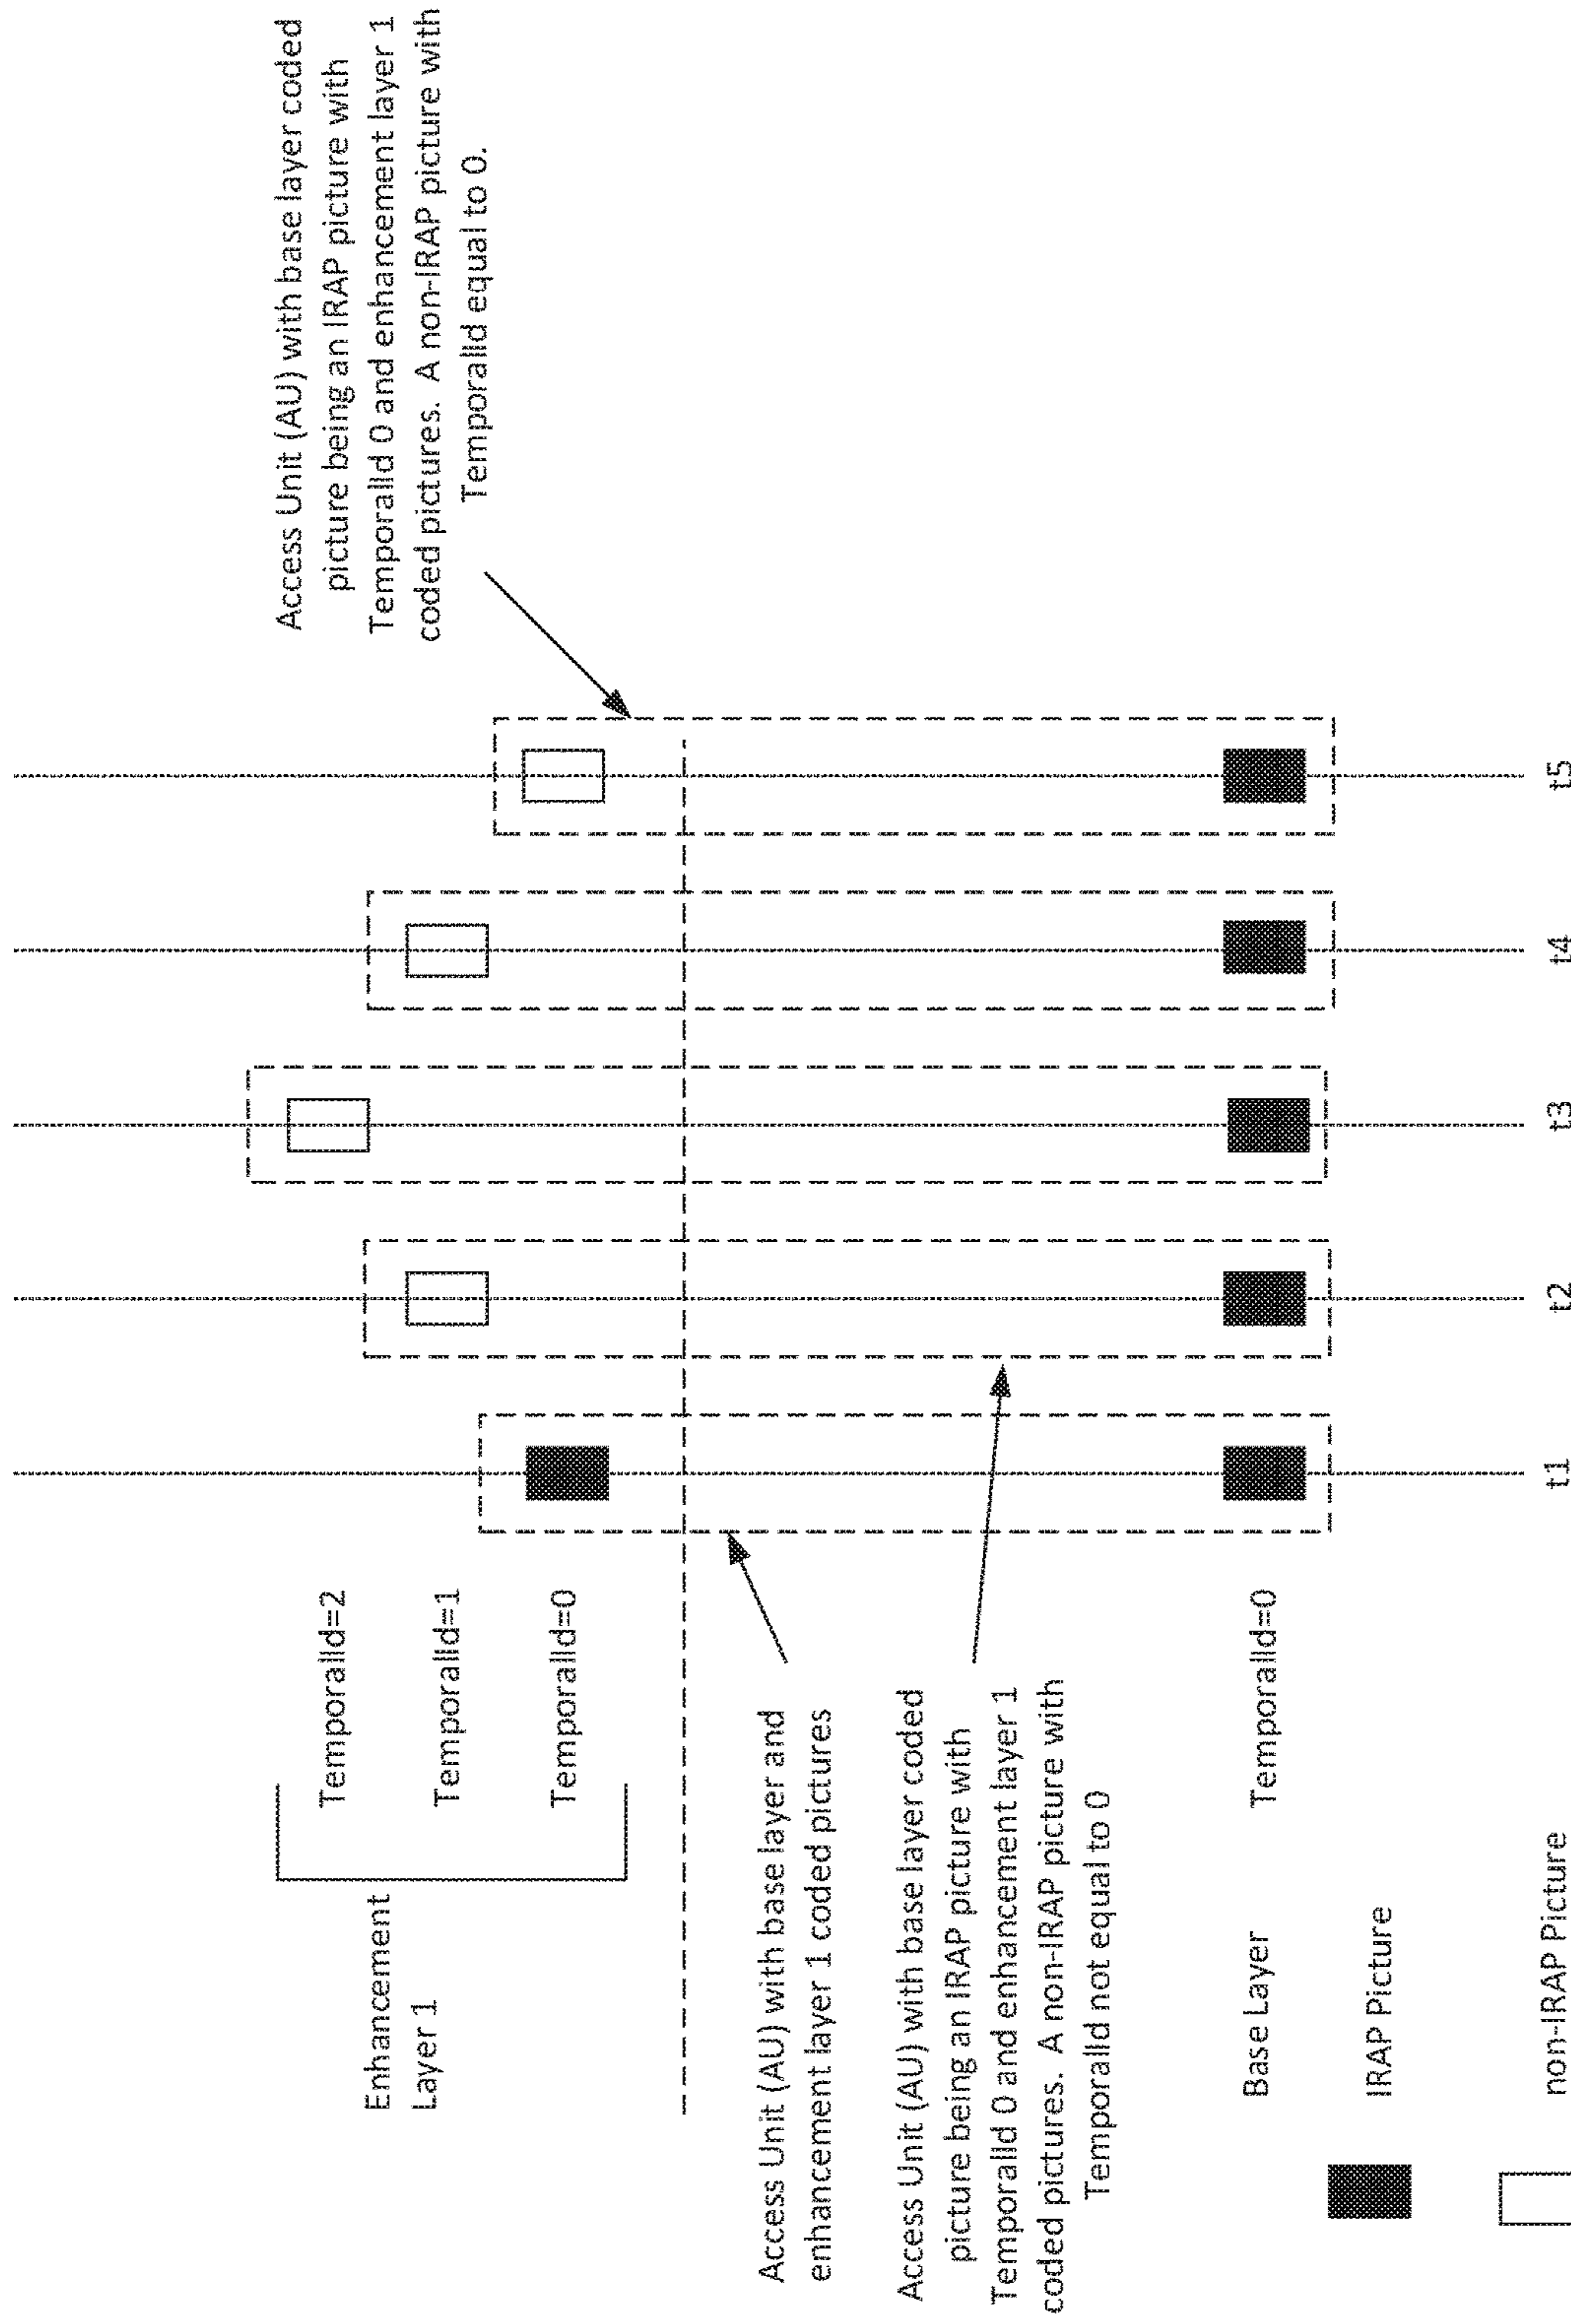 Enhancement
Layer 1
TemporalId=2
TemporalId=1
TemporalId=0
Access Unit (AU) with base layer coded
picture being an IRAP picture with
TemporalId 0 and enhancement layer 1
coded pictures. A non-IRAP picture with
TemporalId equal to 0.
Access Unit (AU) with base layer and
enhancement layer 1 coded pictures
Access Unit (AU) with base layer coded
picture being an IRAP picture with
TemporalId 0 and enhancement layer 1
coded pictures. A non-IRAP picture with
TemporalId not equal to 0
Base Layer
TemporalId=0
IRAP Picture
non-IRAP Picture
t1
t2
t3
t4
t5